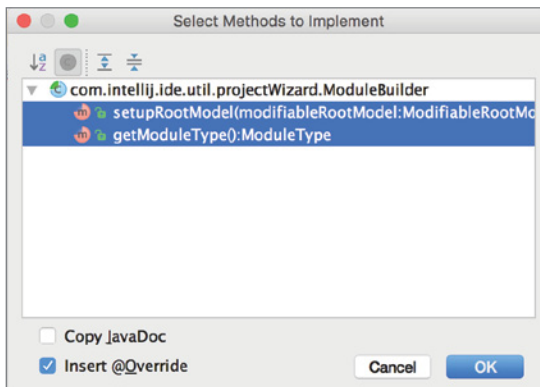 Select Methods to Implement
com.intellij.ide.util.projectWizard.ModuleBuilder
setupRootModel(modifiableRootModel:ModifiableRootMo
getModuleType():ModuleType
Copy JavaDoc
Insert @Override
Cancel
OK